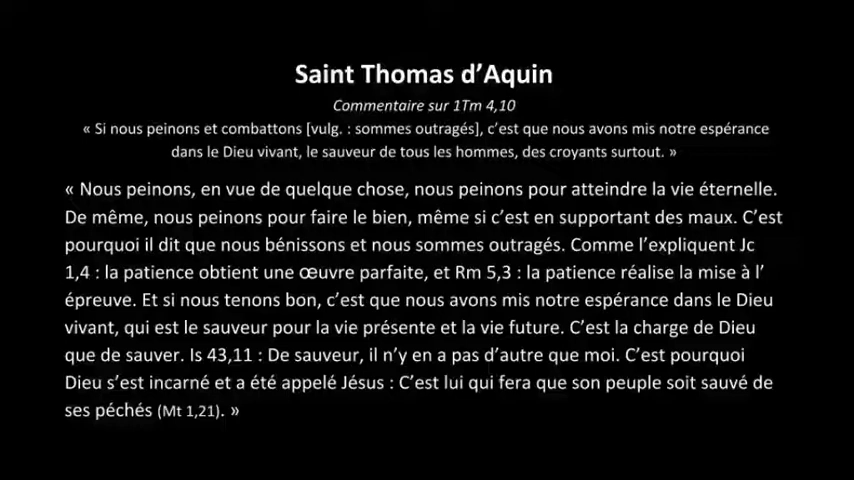 Saint Thomas d’Aquin
Commentaire sur 1Tm 4,10
« Si nous peinons et combattons [vulg. : sommes outragés], c’est que nous avons mis notre espérance
dans le Dieu vivant, le sauveur de tous les hommes, des croyants surtout. »
« Nous peinons, en vue de quelque chose, nous peinons pour atteindre la vie éternelle.
De même, nous peinons pour faire le bien, même si c’est en supportant des maux. C’est
pourquoi il dit que nous bénissons et nous sommes outragés. Comme l’expliquent Jc
1,4 : la patience obtient une œuvre parfaite, et Rm 5,3 : la patience réalise la mise à l’
épreuve. Et si nous tenons bon, c’est que nous avons mis notre espérance dans le Dieu
vivant, qui est le sauveur pour la vie présente et la vie future. C’est la charge de Dieu
que de sauver. Is 43,11 : De sauveur, il n’y en a pas d’autre que moi. C’est pourquoi
Dieu s’est incarné et a été appelé Jésus : C’est lui qui fera que son peuple soit sauvé de
ses péchés (Mt 1,21). »